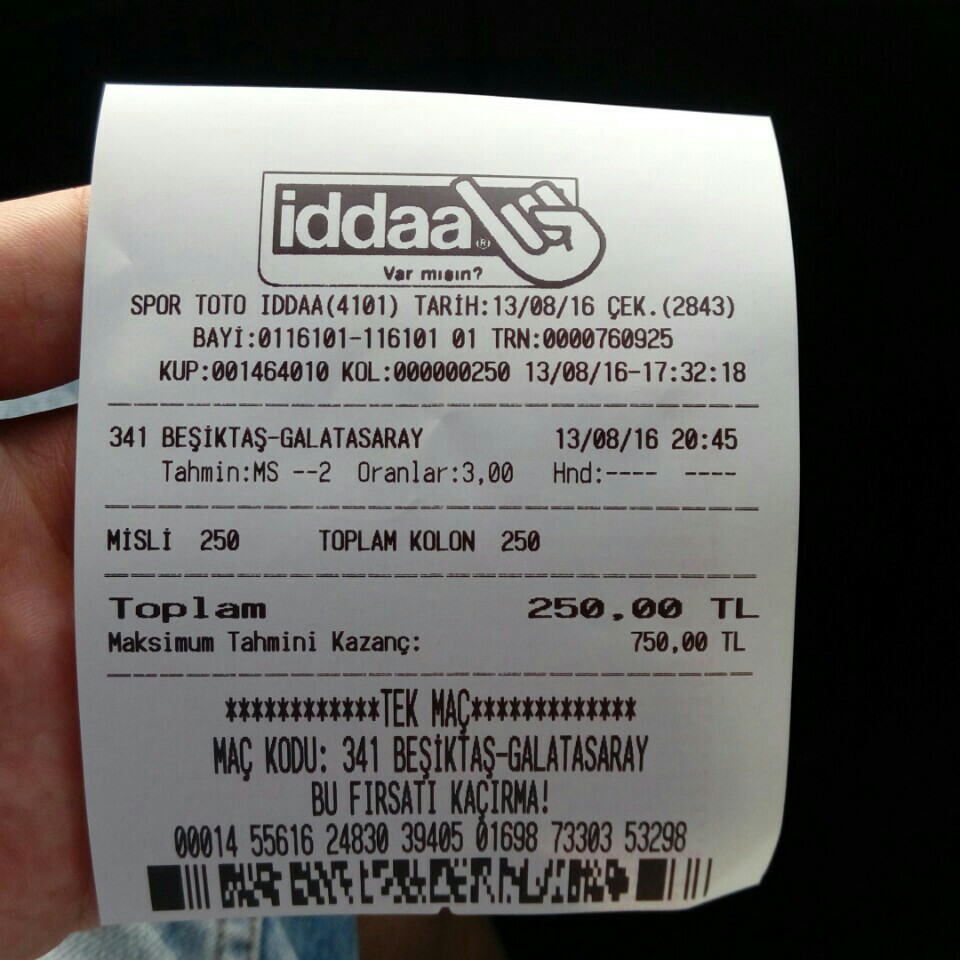 iddaa®
Var mısın?
SPOR TOTO IDDAA(4101) TARİH:13/08/16 ÇEK.(2843)
BAYİ:0116101-116101 01 TRN:0000760925
KUP:001464010 KOL:000000250 13/08/16-17:32:18
341 BEŞİKTAŞ-GALATASARAY 13/08/16 20:45
Tahmin:MS --2 Oranlar:3,00 Hnd:---- ----
MİSLİ 250 TOPLAM KOLON 250
Toplam 250,00 TL
Maksimum Tahmini Kazanç: 750,00 TL
************TEK MAÇ*************
MAÇ KODU: 341 BEŞİKTAŞ-GALATASARAY
BU FIRSATI KAÇIRMA!
00014 55616 24830 39405 01698 73303 53298